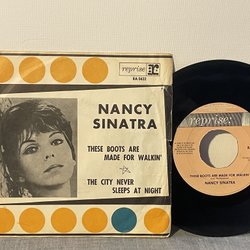 reprise
RA 0432
NANCY
SINATRA
THESE BOOTS ARE
MADE FOR WALKIN'
THE CITY NEVER
SLEEPS AT NIGHT
reprise
THESE BOOTS ARE MADE FOR WALKIN'
NANCY SINATRA